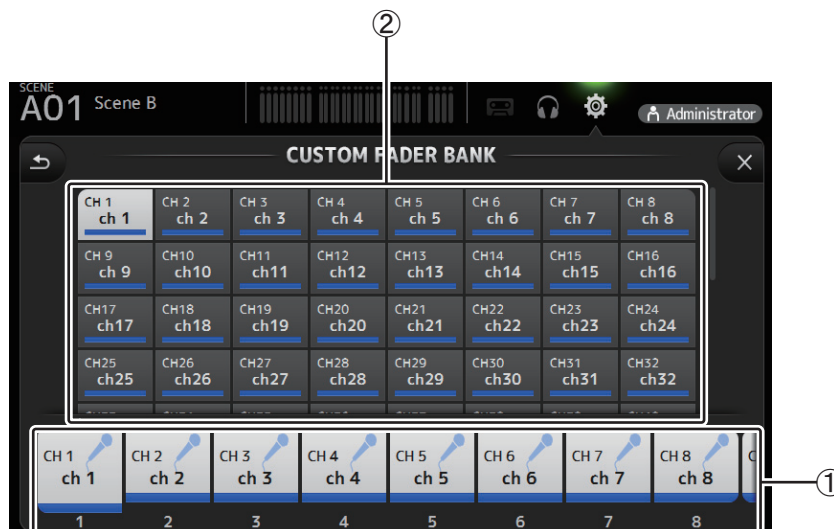 ②
SCENE
A01 Scene B
Administrator
CUSTOM FADER BANK
CH 1 CH 2 CH 3 CH 4 CH 5 CH 6 CH 7 CH 8
ch 1 ch 2 ch 3 ch 4 ch 5 ch 6 ch 7 ch 8
CH 9 CH10 CH11 CH12 CH13 CH14 CH15 CH16
ch 9 ch10 ch11 ch12 ch13 ch14 ch15 ch16
CH17 CH18 CH19 CH20 CH21 CH22 CH23 CH24
ch17 ch18 ch19 ch20 ch21 ch22 ch23 ch24
CH25 CH26 CH27 CH28 CH29 CH30 CH31 CH32
ch25 ch26 ch27 ch28 ch29 ch30 ch31 ch32
CH 1 CH 2 CH 3 CH 4 CH 5 CH 6 CH 7 CH 8
ch 1 ch 2 ch 3 ch 4 ch 5 ch 6 ch 7 ch 8
①
1 2 3 4 5 6 7 8